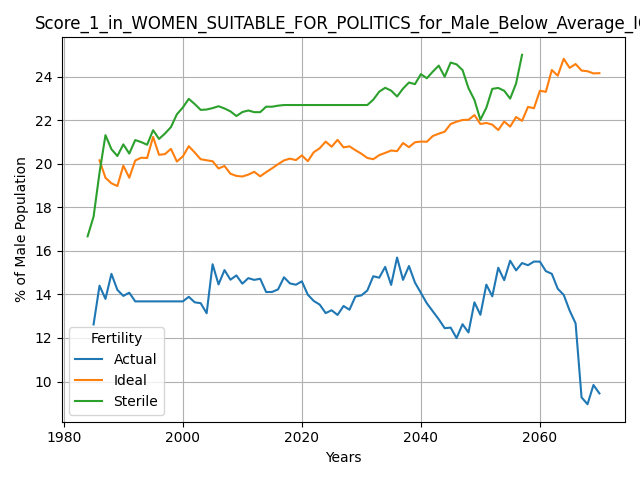 Score_1_in_WOMEN_SUITABLE_FOR_POLITICS_for_Male_Below_Average_IC
% of Male Population
24
22
20
18
16
14
12
10
Fertility
Actual
Ideal
Sterile
1980
2000
2020
2040
2060
Years